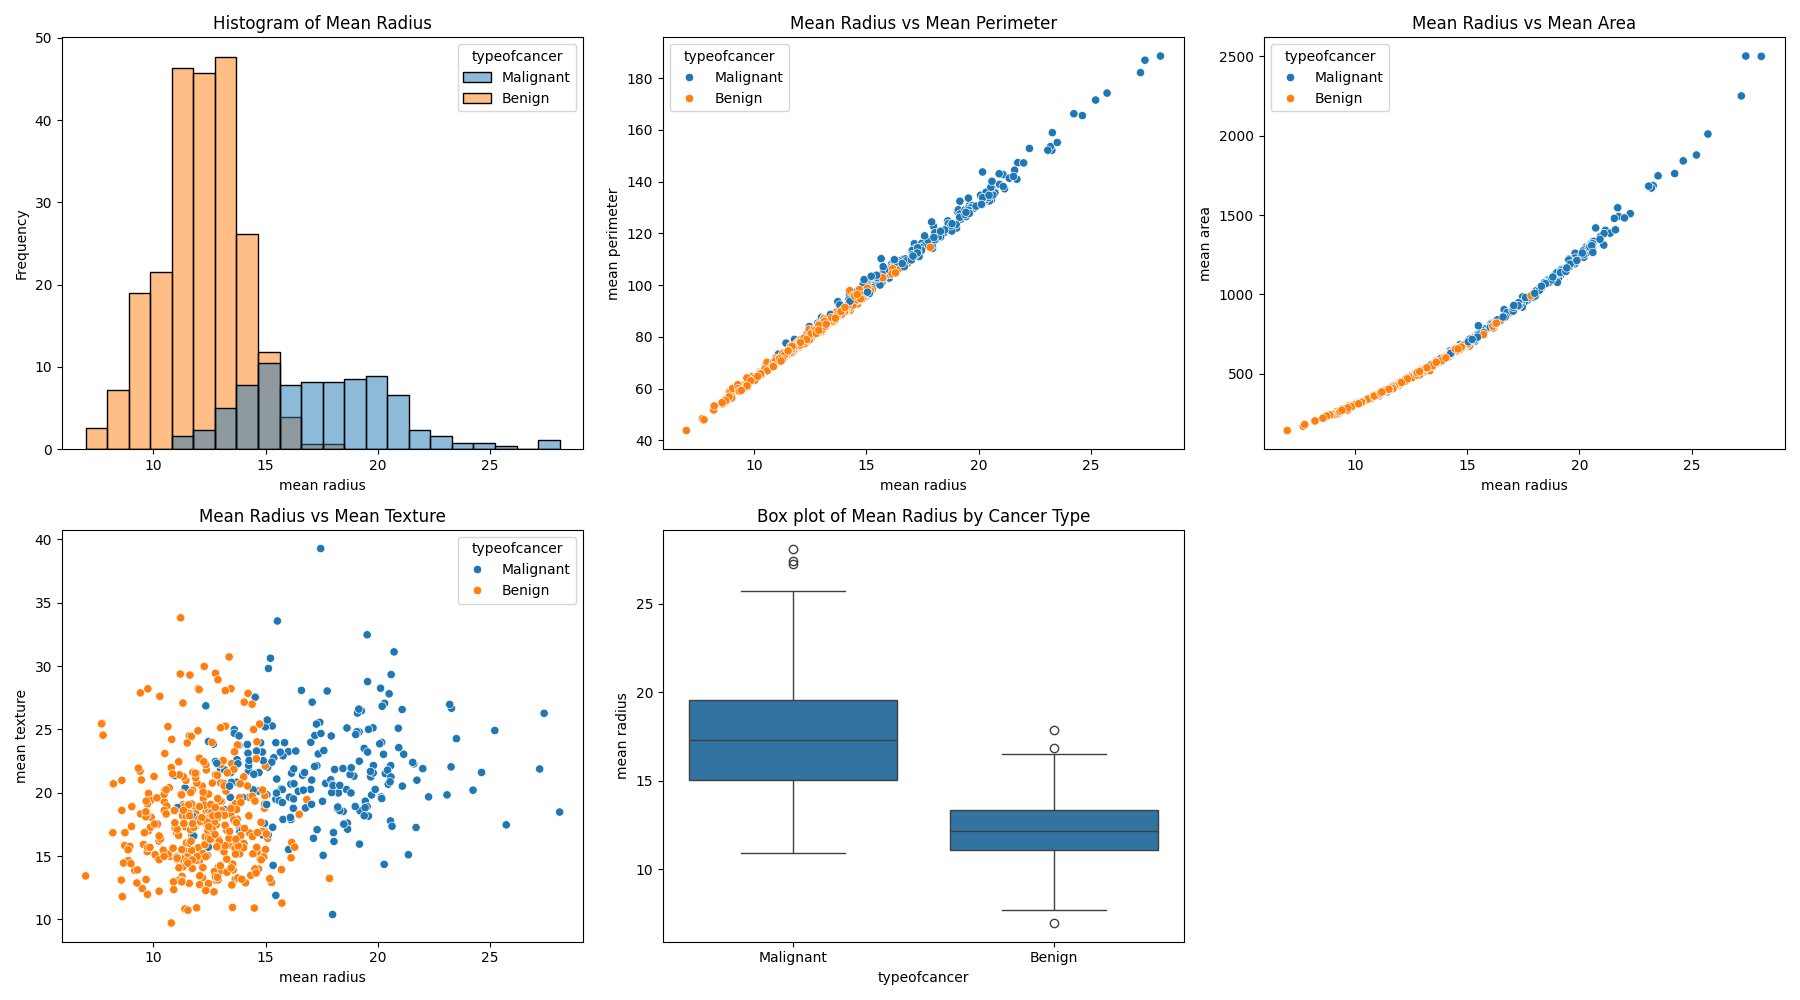 Histogram of Mean Radius
typeofcancer
Malignant
Benign
50
40
30
20
10
0
Frequency
10 15 20 25
mean radius
Mean Radius vs Mean Perimeter
typeofcancer
Malignant
Benign
180
160
140
120
100
80
60
40
mean perimeter
10 15 20 25
mean radius
Mean Radius vs Mean Area
typeofcancer
Malignant
Benign
2500
2000
1500
1000
500
mean area
10 15 20 25
mean radius
Mean Radius vs Mean Texture
typeofcancer
Malignant
Benign
40
35
30
25
20
15
10
mean texture
10 15 20 25
mean radius
Box plot of Mean Radius by Cancer Type
25
20
15
10
mean radius
Malignant Benign
typeofcancer